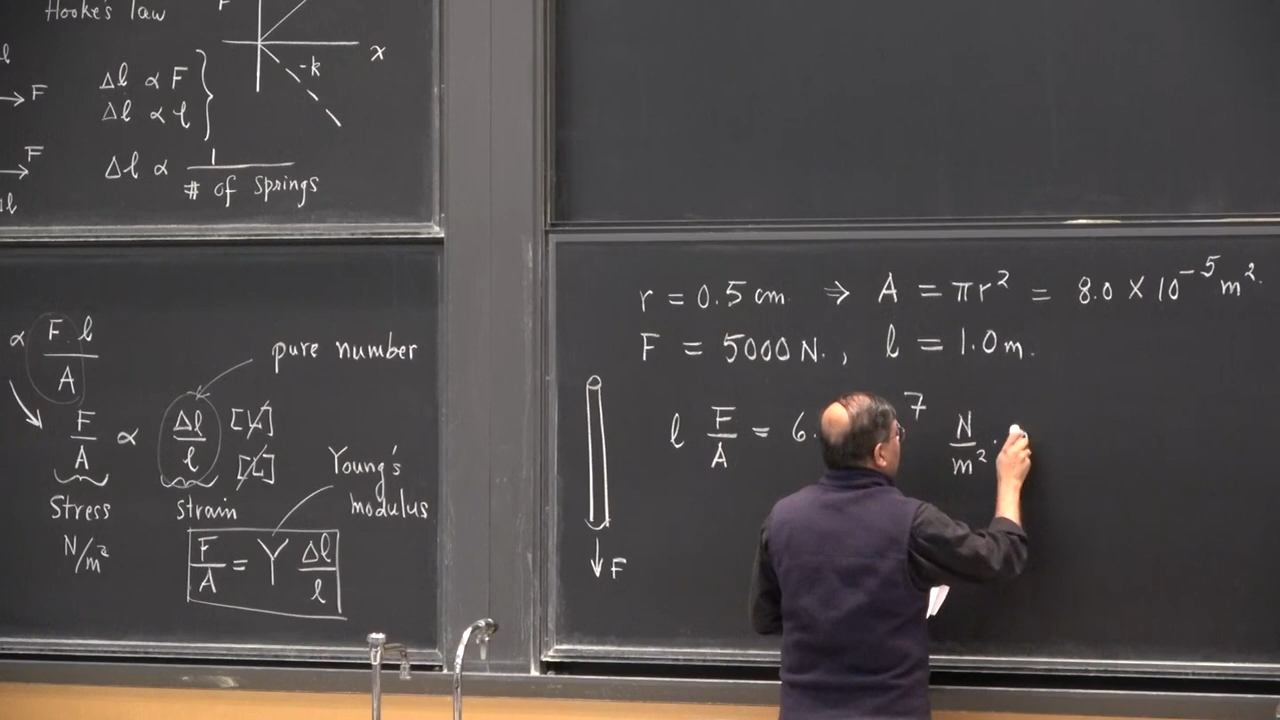 Hooke's law
F
x
-k
l
Δl ∝ F
Δl ∝ l
F
Δl ∝ 1 / # of springs
F
Δl
∝ F·l / A
pure number
F/A ∝ Δl/l [L] [L]
Stress
strain
N/m²
Young's modulus
F/A = Y Δl/l
r = 0.5 cm ⇒ A = πr² = 8.0 × 10⁻⁵ m².
F = 5000 N., l = 1.0 m.
l F/A = 6. 7 N/m².
F